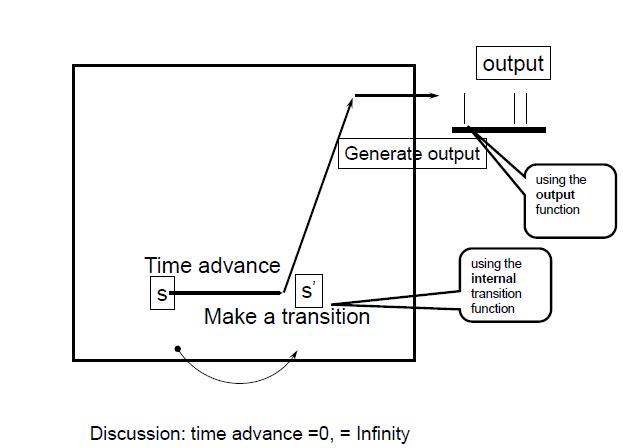 output
Generate output
using the
output
function
Time advance
s
s'
using the
internal
transition
function
Make a transition
Discussion: time advance =0, = Infinity